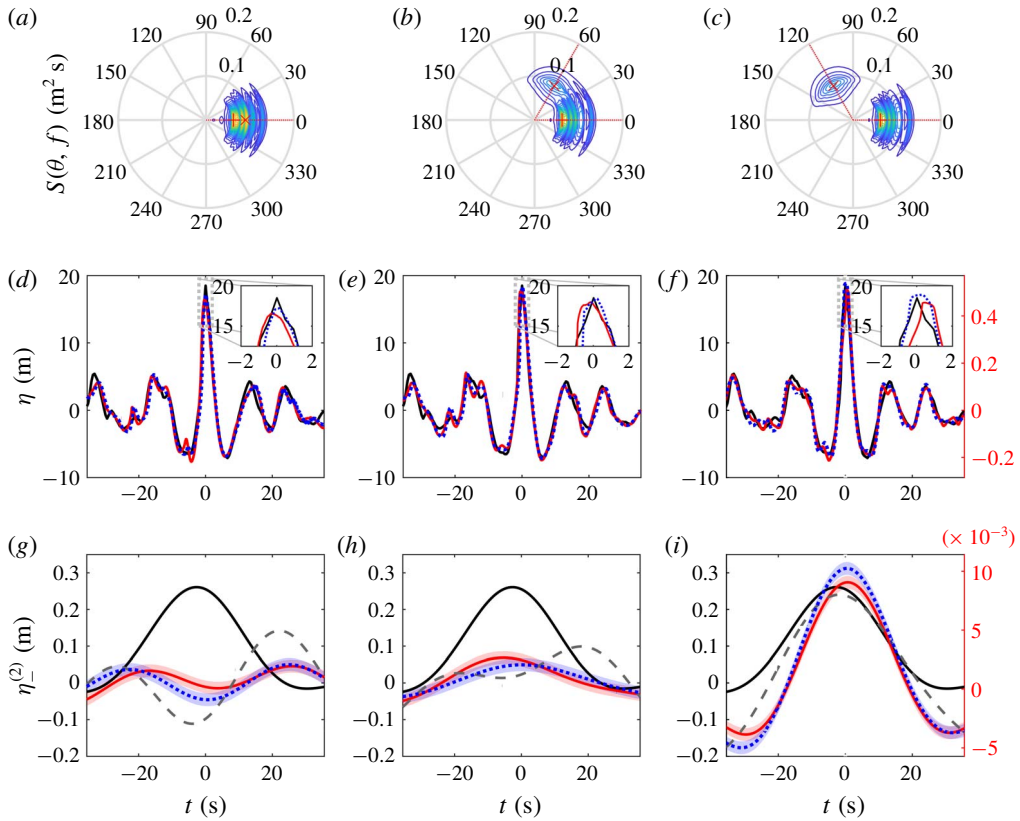 (a) (b) (c)
90 0.2 90 0.2 90 0.2
120 60 120 60 120 60
150 0.1 30 150 0.1 30 150 0.1 30
S(θ, f) (m² s)
180 0 180 0 180 0
210 330 210 330 210 330
240 300 240 300 240 300
270 270 270
(d) (e) (f)
20 20 20
20 20 20
15 15 15
−2 0 2 −2 0 2 −2 0 2
10 10 10
η (m)
0 0 0
−10 −10 −10
0.4
0.2
0
−0.2
−20 0 20 −20 0 20 −20 0 20
(g) (h) (i) (× 10⁻³)
0.3 0.3 0.3
0.2 0.2 0.2
0.1 0.1 0.1
η₋⁽²⁾ (m)
0 0 0
−0.1 −0.1 −0.1
−0.2 −0.2 −0.2
10
5
0
−5
−20 0 20 −20 0 20 −20 0 20
t (s) t (s) t (s)